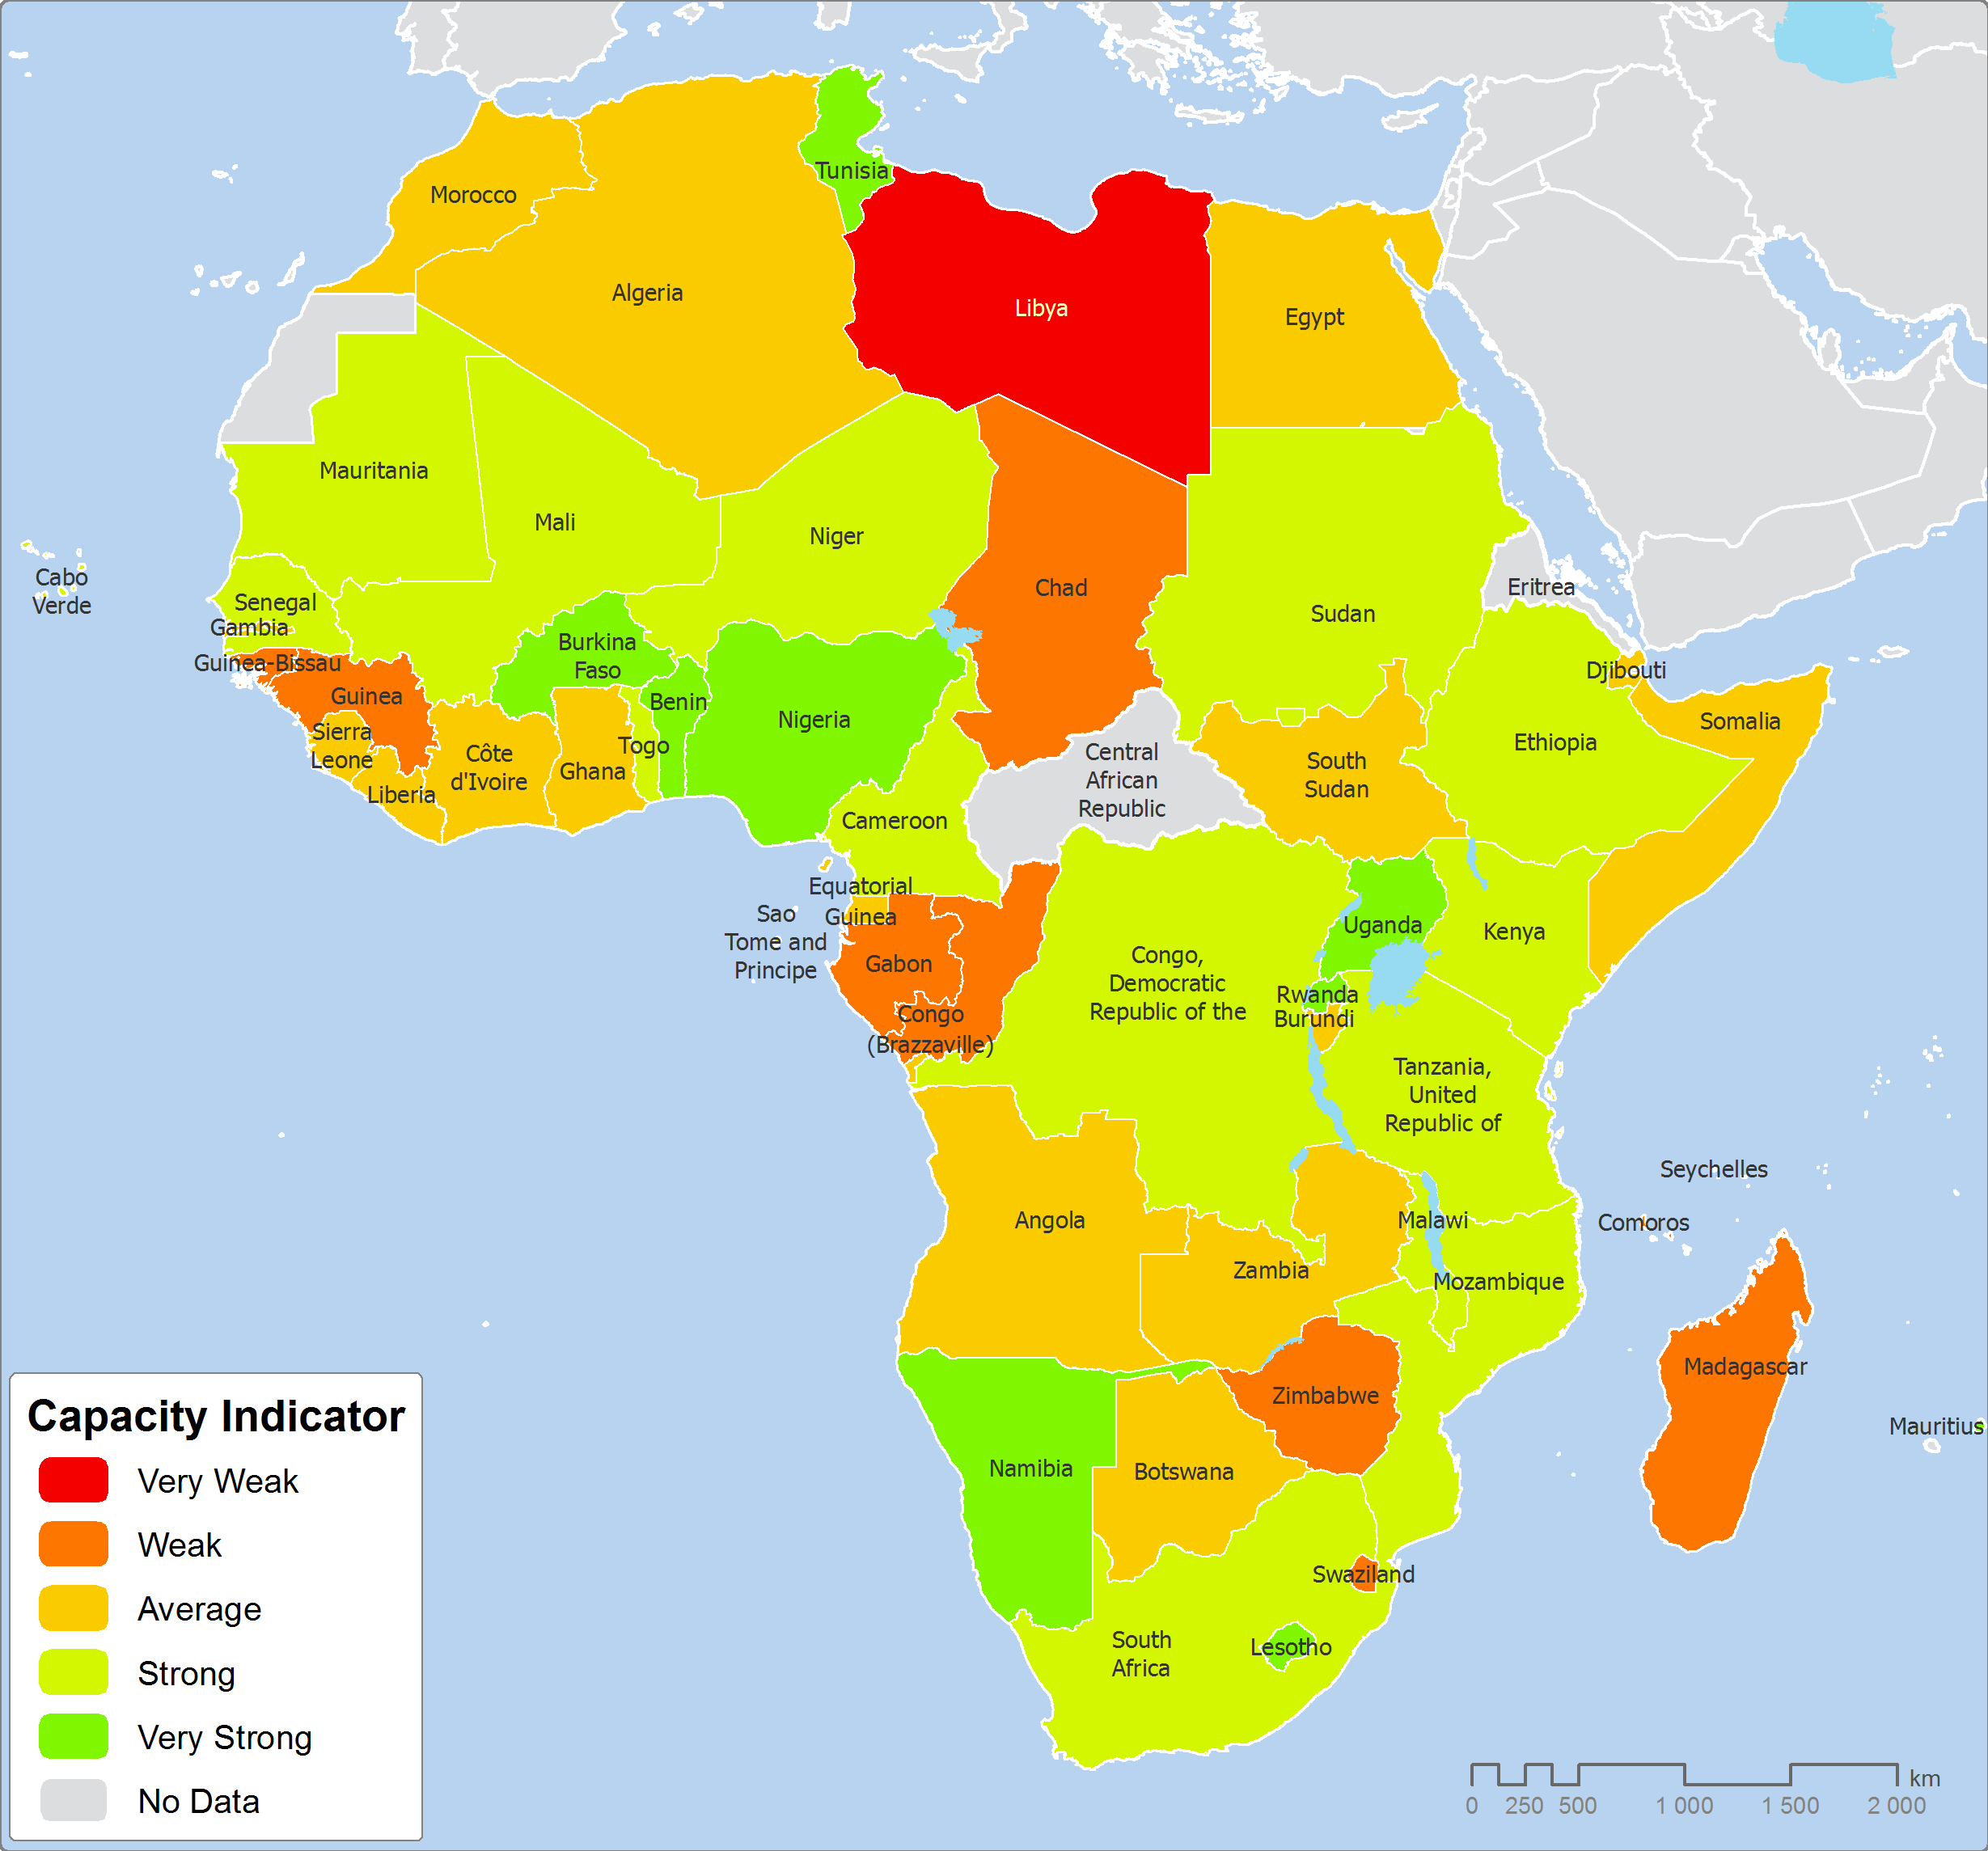 Tunisia
Morocco
Algeria
Libya
Egypt
Mauritania
Mali
Niger
Chad
Sudan
Eritrea
Cabo
Verde
Senegal
Gambia
Guinea-Bissau
Guinea
Sierra
Leone
Liberia
Côte
d'Ivoire
Burkina
Faso
Ghana
Togo
Benin
Nigeria
Cameroon
Central
African
Republic
South
Sudan
Ethiopia
Djibouti
Somalia
Equatorial
Guinea
Sao
Tome and
Principe
Gabon
Congo
(Brazzaville)
Congo,
Democratic
Republic of the
Uganda
Kenya
Rwanda
Burundi
Tanzania,
United
Republic of
Seychelles
Comoros
Angola
Zambia
Malawi
Mozambique
Madagascar
Mauritius
Zimbabwe
Namibia
Botswana
Swaziland
South
Africa
Lesotho
Capacity Indicator
Very Weak
Weak
Average
Strong
Very Strong
No Data
km
0 250 500 1 000 1 500 2 000